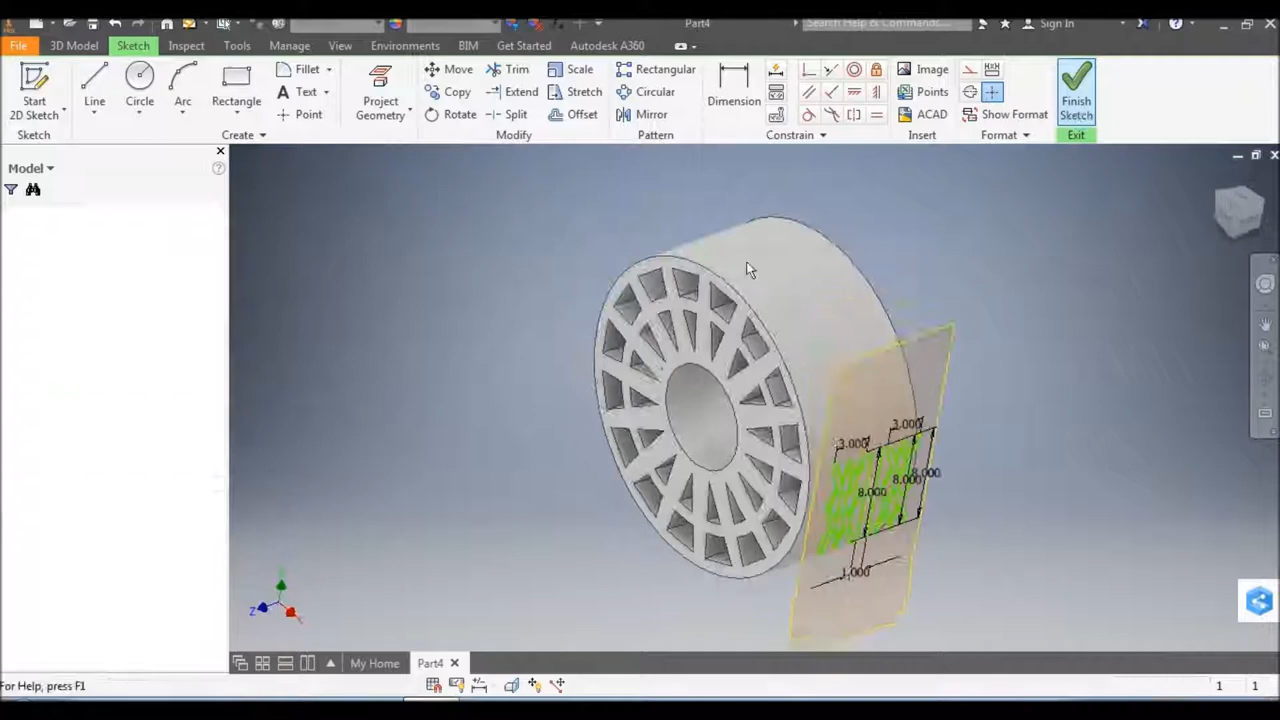 Part4
Search Help & Commands...
Sign In
File
3D Model
Sketch
Inspect
Tools
Manage
View
Environments
BIM
Get Started
Autodesk A360
Start
2D Sketch
Sketch
Line
Circle
Arc
Rectangle
Fillet
Text
Point
Create
Project
Geometry
Move
Copy
Rotate
Trim
Extend
Split
Scale
Stretch
Offset
Modify
Rectangular
Circular
Mirror
Pattern
Dimension
Constrain
Image
Points
ACAD
Insert
Show Format
Format
Finish
Sketch
Exit
Model
3.000
3.000
8.000
8.000
8.000
1.000
Z
My Home
Part4
For Help, press F1
1 1